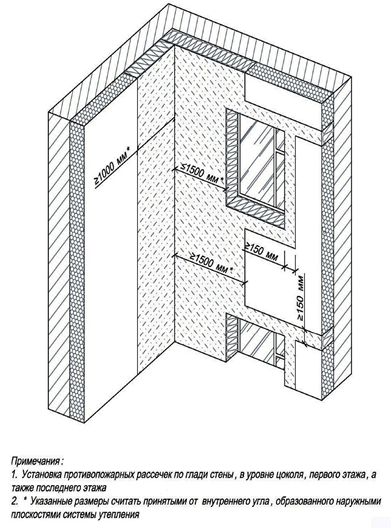 ≥1000 мм*
≤1500 мм*
≥150 мм
≥1500 мм*
≥150 мм
Примечания:
1. Установка противопожарных рассечек по глади стены, в уровне цоколя, первого этажа, а
также последнего этажа
2. * Указанные размеры считать принятыми от внутреннего угла, образованного наружными
плоскостями системы утепления